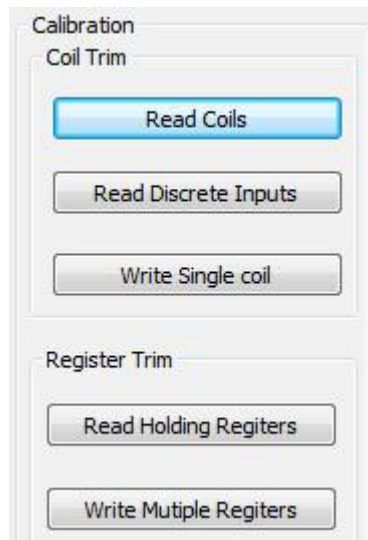 Calibration
Coil Trim
Read Coils
Read Discrete Inputs
Write Single coil
Register Trim
Read Holding Regiters
Write Mutiple Regiters